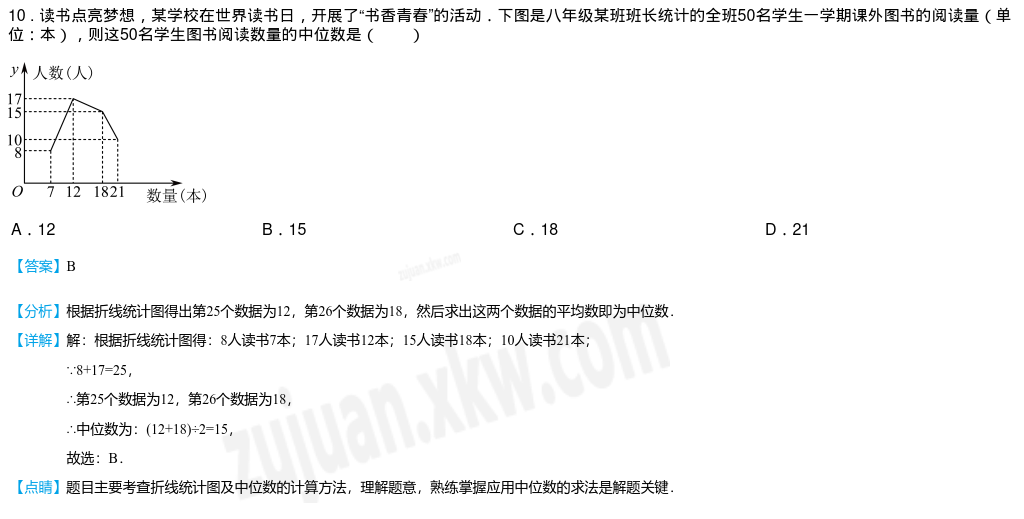 10．读书点亮梦想，某学校在世界读书日，开展了“书香青春”的活动．下图是八年级某班班长统计的全班50名学生一学期课外图书的阅读量（单
位：本），则这50名学生图书阅读数量的中位数是（　　）
y 人数(人)
17
15
10
8
O 7 12 18 21 数量(本)
A．12 B．15 C．18 D．21
【答案】B
zujuan.xkw.com
【分析】根据折线统计图得出第25个数据为12，第26个数据为18，然后求出这两个数据的平均数即为中位数．
【详解】解：根据折线统计图得：8人读书7本；17人读书12本；15人读书18本；10人读书21本；
∵8+17=25，
∴第25个数据为12，第26个数据为18，
∴中位数为：(12+18)÷2=15，
故选：B．
zujuan.xkw.com
【点睛】题目主要考查折线统计图及中位数的计算方法，理解题意，熟练掌握应用中位数的求法是解题关键．